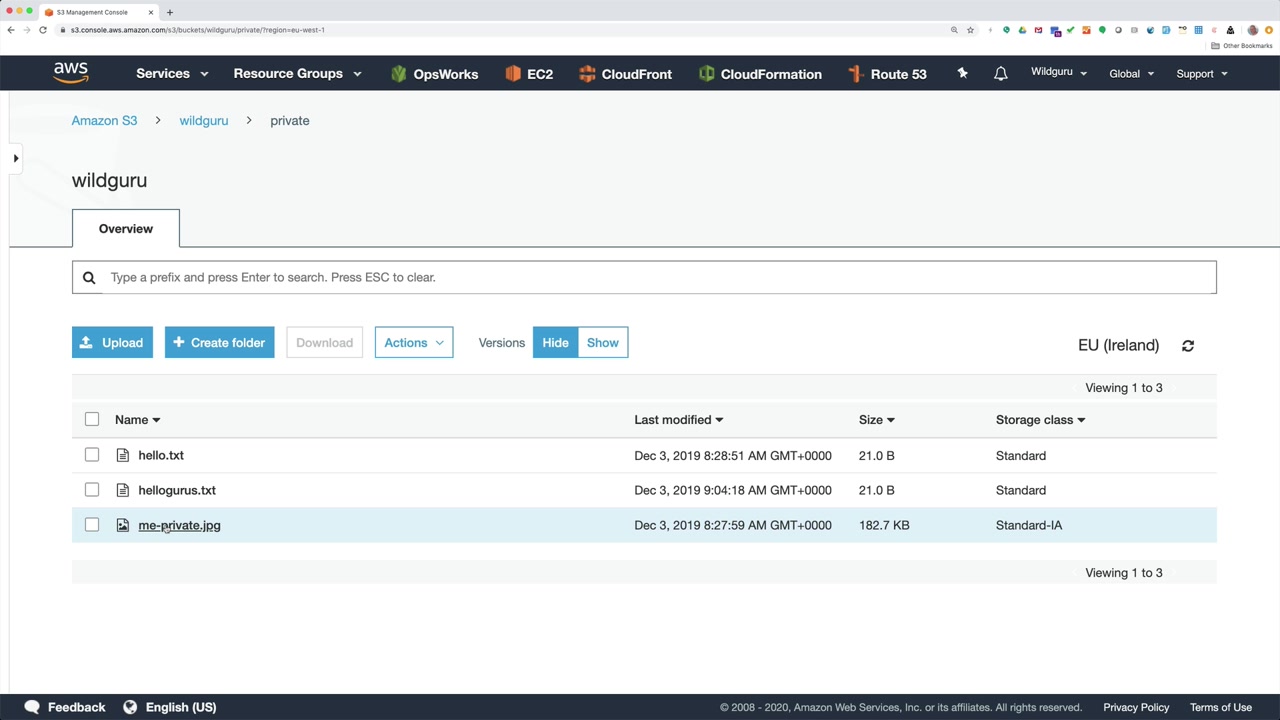 S3 Management Console
s3.console.aws.amazon.com/s3/buckets/wildguru/private/?region=eu-west-1
Other Bookmarks
aws Services Resource Groups OpsWorks EC2 CloudFront CloudFormation Route 53 Wildguru Global Support
Amazon S3 > wildguru > private
wildguru
Overview
Type a prefix and press Enter to search. Press ESC to clear.
Upload + Create folder Download Actions Versions Hide Show EU (Ireland)
Viewing 1 to 3
Name Last modified Size Storage class
hello.txt Dec 3, 2019 8:28:51 AM GMT+0000 21.0 B Standard
hellogurus.txt Dec 3, 2019 9:04:18 AM GMT+0000 21.0 B Standard
me-private.jpg Dec 3, 2019 8:27:59 AM GMT+0000 182.7 KB Standard-IA
Viewing 1 to 3
Feedback English (US) © 2008 - 2020, Amazon Web Services, Inc. or its affiliates. All rights reserved. Privacy Policy Terms of Use